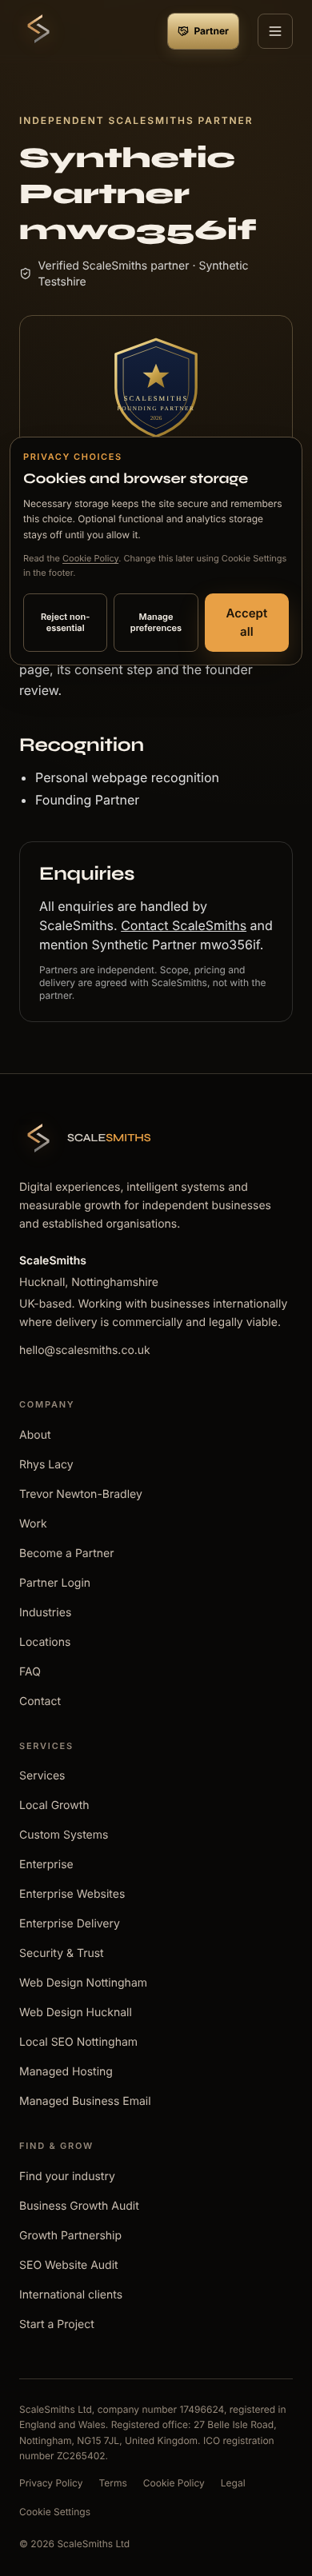 Partner
INDEPENDENT SCALESMITHS PARTNER
Synthetic
Partner
mwo356if
Verified ScaleSmiths partner · Synthetic
Testshire
SCALESMITHS
FOUNDING PARTNER
2026
PRIVACY CHOICES
Cookies and browser storage
Necessary storage keeps the site secure and remembers
this choice. Optional functional and analytics storage
stays off until you allow it.
Read the Cookie Policy. Change this later using Cookie Settings
in the footer.
Reject non-
essential
Manage
preferences
Accept
all
page, its consent step and the founder
review.
Recognition
• Personal webpage recognition
• Founding Partner
Enquiries
All enquiries are handled by
ScaleSmiths. Contact ScaleSmiths and
mention Synthetic Partner mwo356if.
Partners are independent. Scope, pricing and
delivery are agreed with ScaleSmiths, not with the
partner.
SCALESMITHS
Digital experiences, intelligent systems and
measurable growth for independent businesses
and established organisations.
ScaleSmiths
Hucknall, Nottinghamshire
UK-based. Working with businesses internationally
where delivery is commercially and legally viable.
hello@scalesmiths.co.uk
COMPANY
About
Rhys Lacy
Trevor Newton-Bradley
Work
Become a Partner
Partner Login
Industries
Locations
FAQ
Contact
SERVICES
Services
Local Growth
Custom Systems
Enterprise
Enterprise Websites
Enterprise Delivery
Security & Trust
Web Design Nottingham
Web Design Hucknall
Local SEO Nottingham
Managed Hosting
Managed Business Email
FIND & GROW
Find your industry
Business Growth Audit
Growth Partnership
SEO Website Audit
International clients
Start a Project
ScaleSmiths Ltd, company number 17496624, registered in
England and Wales. Registered office: 27 Belle Isle Road,
Nottingham, NG15 7JL, United Kingdom. ICO registration
number ZC265402.
Privacy Policy Terms Cookie Policy Legal
Cookie Settings
© 2026 ScaleSmiths Ltd